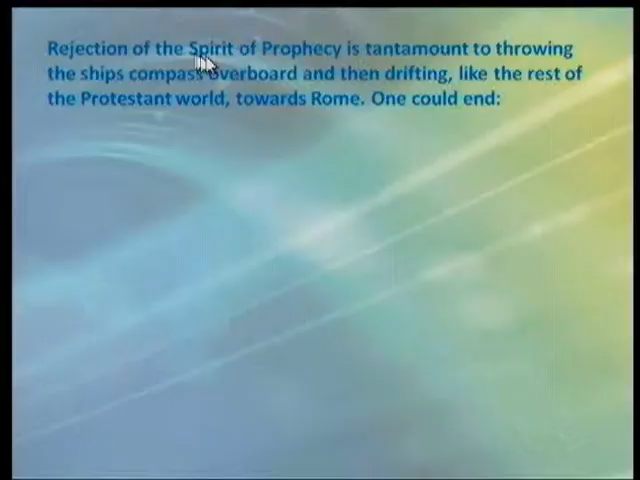 Rejection of the Spirit of Prophecy is tantamount to throwing
the ships compass overboard and then drifting, like the rest of
the Protestant world, towards Rome. One could end: